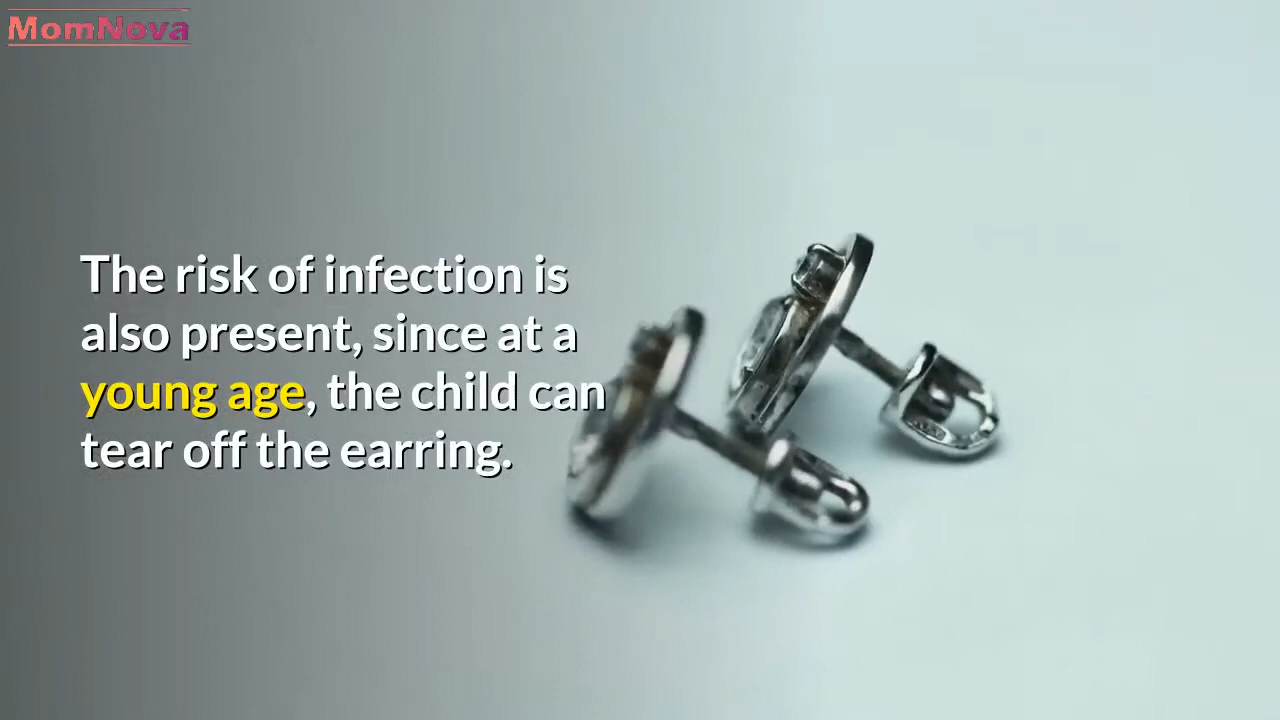 MomNova
The risk of infection is
also present, since at a
young age, the child can
tear off the earring.